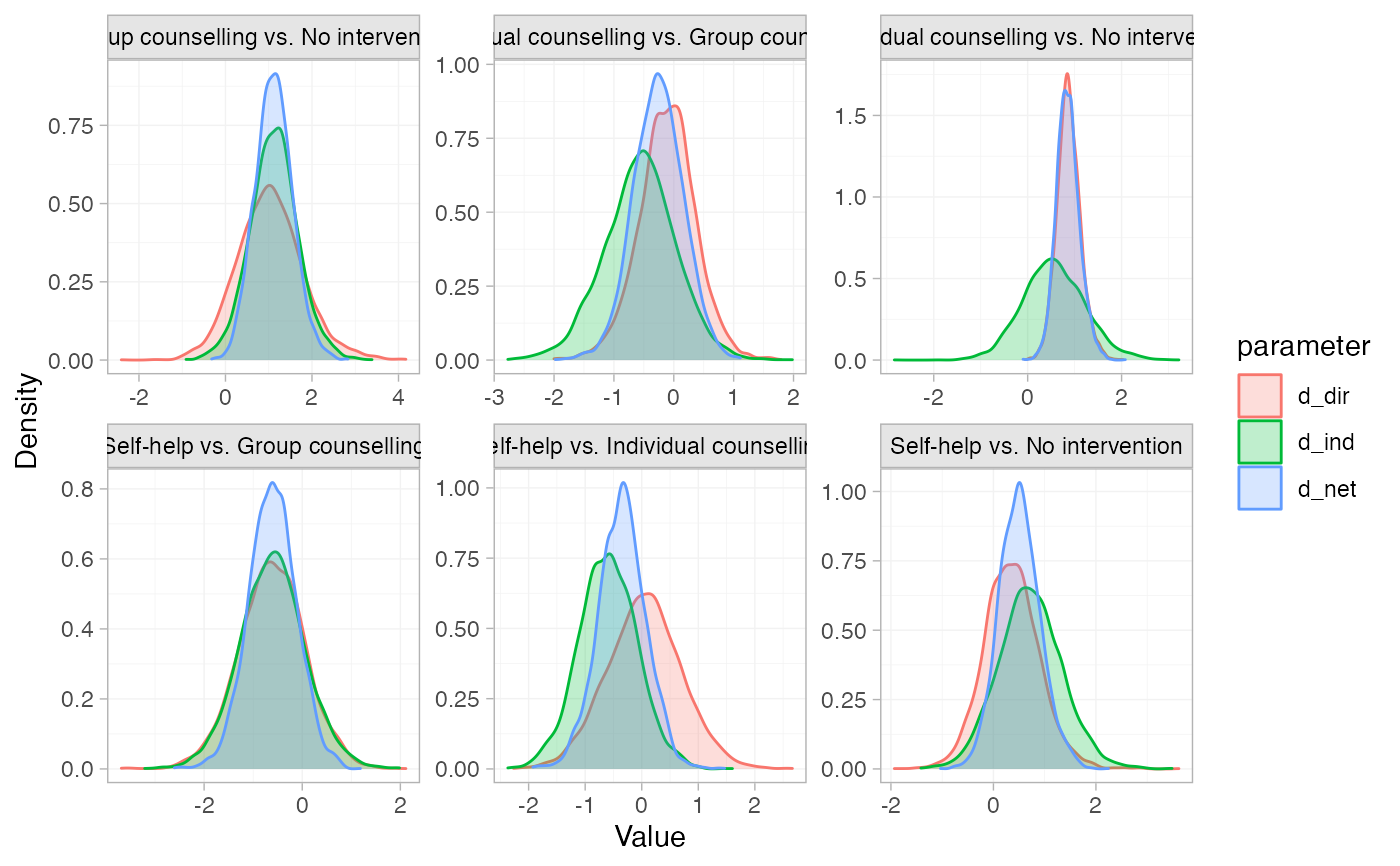 up counselling vs. No interven
ual counselling vs. Group coun
dual counselling vs. No interve
0.00 0.25 0.50 0.75
-2 0 2 4
0.00 0.25 0.50 0.75 1.00
-3 -2 -1 0 1 2
0.0 0.5 1.0 1.5
-2 0 2
Self-help vs. Group counselling
elf-help vs. Individual counsellin
Self-help vs. No intervention
0.0 0.2 0.4 0.6 0.8
-2 0 2
0.00 0.25 0.50 0.75 1.00
-2 -1 0 1 2
0.00 0.25 0.50 0.75 1.00
-2 0 2
Density
Value
parameter
d_dir
d_ind
d_net